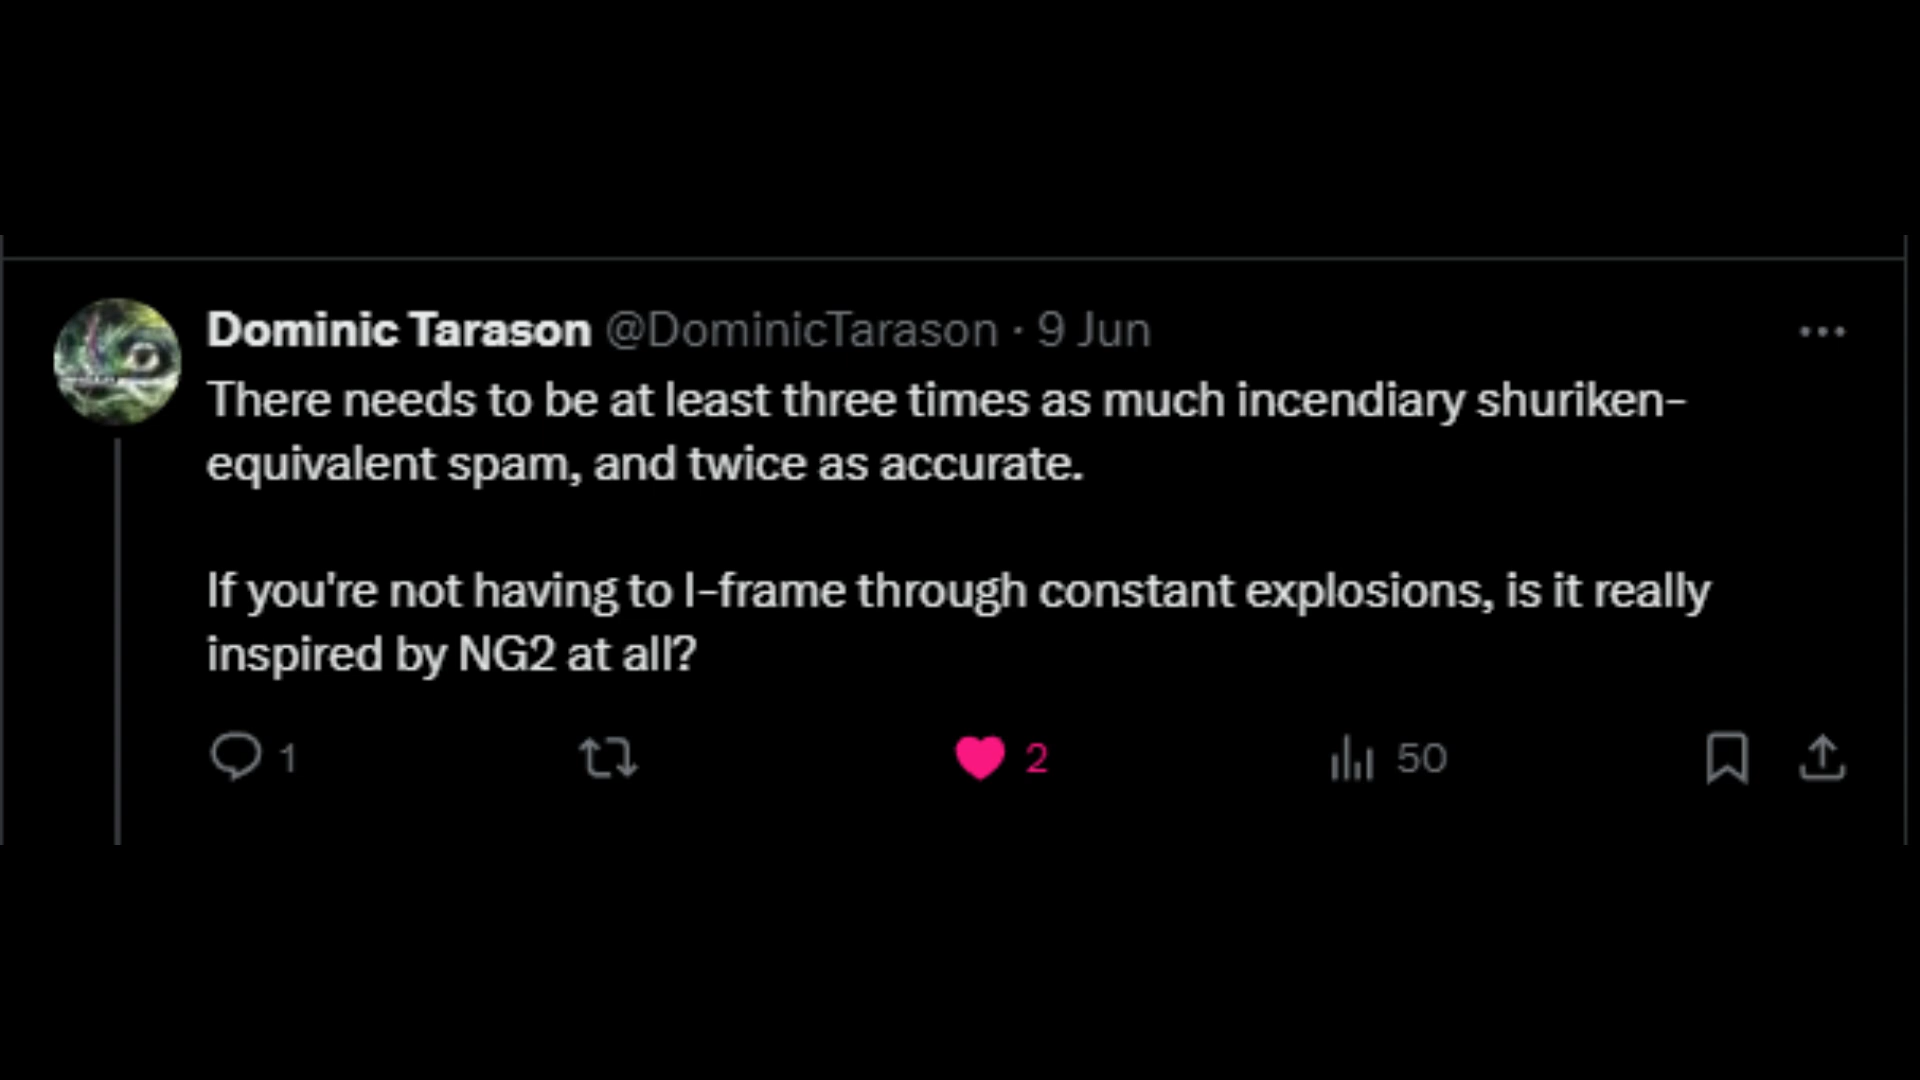 Dominic Tarason @DominicTarason · 9 Jun
There needs to be at least three times as much incendiary shuriken-
equivalent spam, and twice as accurate.
If you're not having to I-frame through constant explosions, is it really
inspired by NG2 at all?
1 2 50